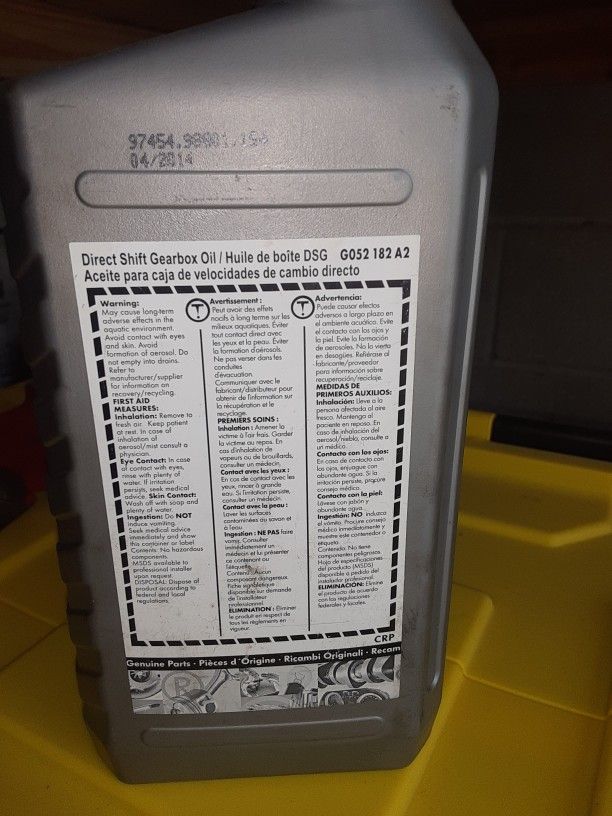 97454.
04/2014
Direct Shift Gearbox Oil / Huile de boîte DSG G052 182 A2
Aceite para caja de velocidades de cambio directo
Warning:
May cause long-term
adverse effects in the
aquatic environment.
Avoid contact with eyes
and skin. Avoid
formation of aerosol. Do
not empty into drains.
Refer to
manufacturer/supplier
for information on
recovery/recycling.
FIRST AID
MEASURES:
Inhalation: Remove to
fresh air. Keep patient
at rest. In case of
inhalation of
aerosol/mist consult a
physician.
Eye Contact: In case
of contact with eyes,
rinse with plenty of
water. If irritation
persists, seek medical
advice. Skin Contact:
Wash off with soap and
plenty of water.
Ingestion: Do NOT
induce vomiting.
Seek medical advice
immediately and show
this container or label
Contents: No hazardous
components.
MSDS available to
professional installer
upon request.
DISPOSAL: Dispose of
product according to
federal and local
regulations.
Avertissement :
Peut avoir des effets
nocifs à long terme sur les
milieux aquatiques. Éviter
tout contact direct avec
les yeux et la peau. Éviter
la formation d'aérosols.
Ne pas verser dans les
conduites
d'évacuation.
Communiquer avec le
fabricant/distributeur pour
obtenir de l'information sur
la récupération et le
recyclage.
PREMIERS SOINS :
Inhalation : Amener la
victime à l'air frais. Garder
la victime au repos. En
cas d'inhalation de
vapeurs ou de brouillards,
consulter un médecin.
Contact avec les yeux :
En cas de contact avec les
yeux, rincer à grande
eau. Si l'irritation persiste,
consulter un médecin.
Contact avec la peau :
Laver les surfaces
contaminées au savon et
à l'eau.
Ingestion : NE PAS faire
vomir. Consulter
immédiatement un
médecin et lui présenter
ce contenant ou
l'étiquette.
Contenu : Aucun
composant dangereux.
Fiche signalétique
disponible sur demande
de l'installateur
professionnel.
ELIMINATION : Éliminer
le produit en respect de
tous les règlements en
vigueur.
Advertencia:
Puede causar efectos
adversos a largo plazo en
el ambiente acuático. Evite
el contacto con los ojos y
la piel. Evite la formación
de aerosoles. No lo vierta
en desagües. Refiérase al
fabricante/proveedor
para información sobre
recuperación/reciclaje.
MEDIDAS DE
PRIMEROS AUXILIOS:
Inhalación: Lleve a la
persona afectada al aire
fresco. Mantenga al
paciente en reposo. En
caso de inhalación del
aerosol/niebla, consulte a
un médico.
Contacto con los ojos:
En caso de contacto con
los ojos, enjuague con
abundante agua. Si la
irritación persiste, procure
consejo médico.
Contacto con la piel:
Lávese con jabón y
abundante agua.
Ingestión: NO induzca
el vómito. Procure consejo
médico inmediatamente y
muestre este contenedor o
etiqueta.
Contenido: No tiene
componentes peligrosos.
Hoja de especificaciones
del producto (MSDS)
disponible a pedido del
instalador profesional.
ELIMINACIÓN: Elimine
el producto de acuerdo
con las regulaciones
federales y locales.
CRP
Genuine Parts · Pièces d'Origine · Ricambi Originali · Recam